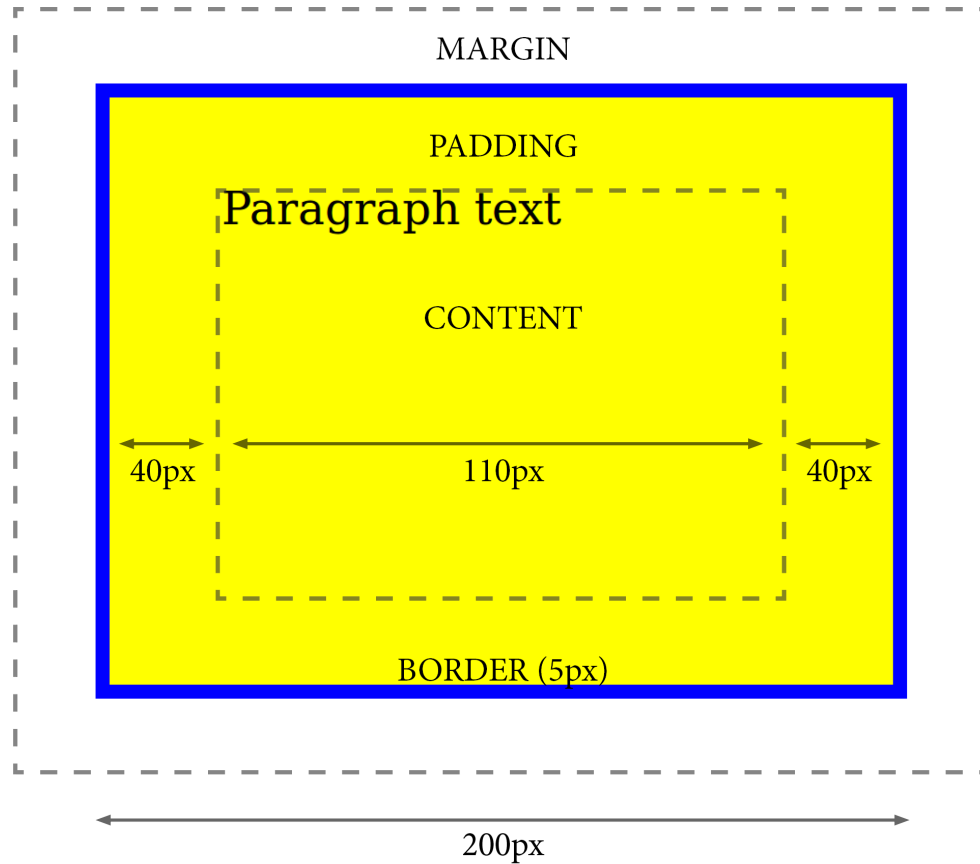 MARGIN
PADDING
Paragraph text
CONTENT
40px 110px 40px
BORDER (5px)
200px